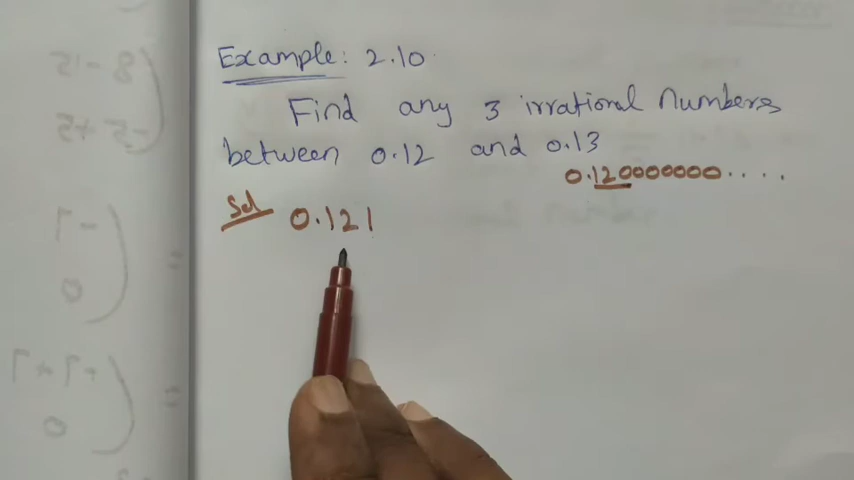 Example: 2.10
Find any 3 irrational numbers
between 0.12 and 0.13
0.120000000....
Sol 0.121